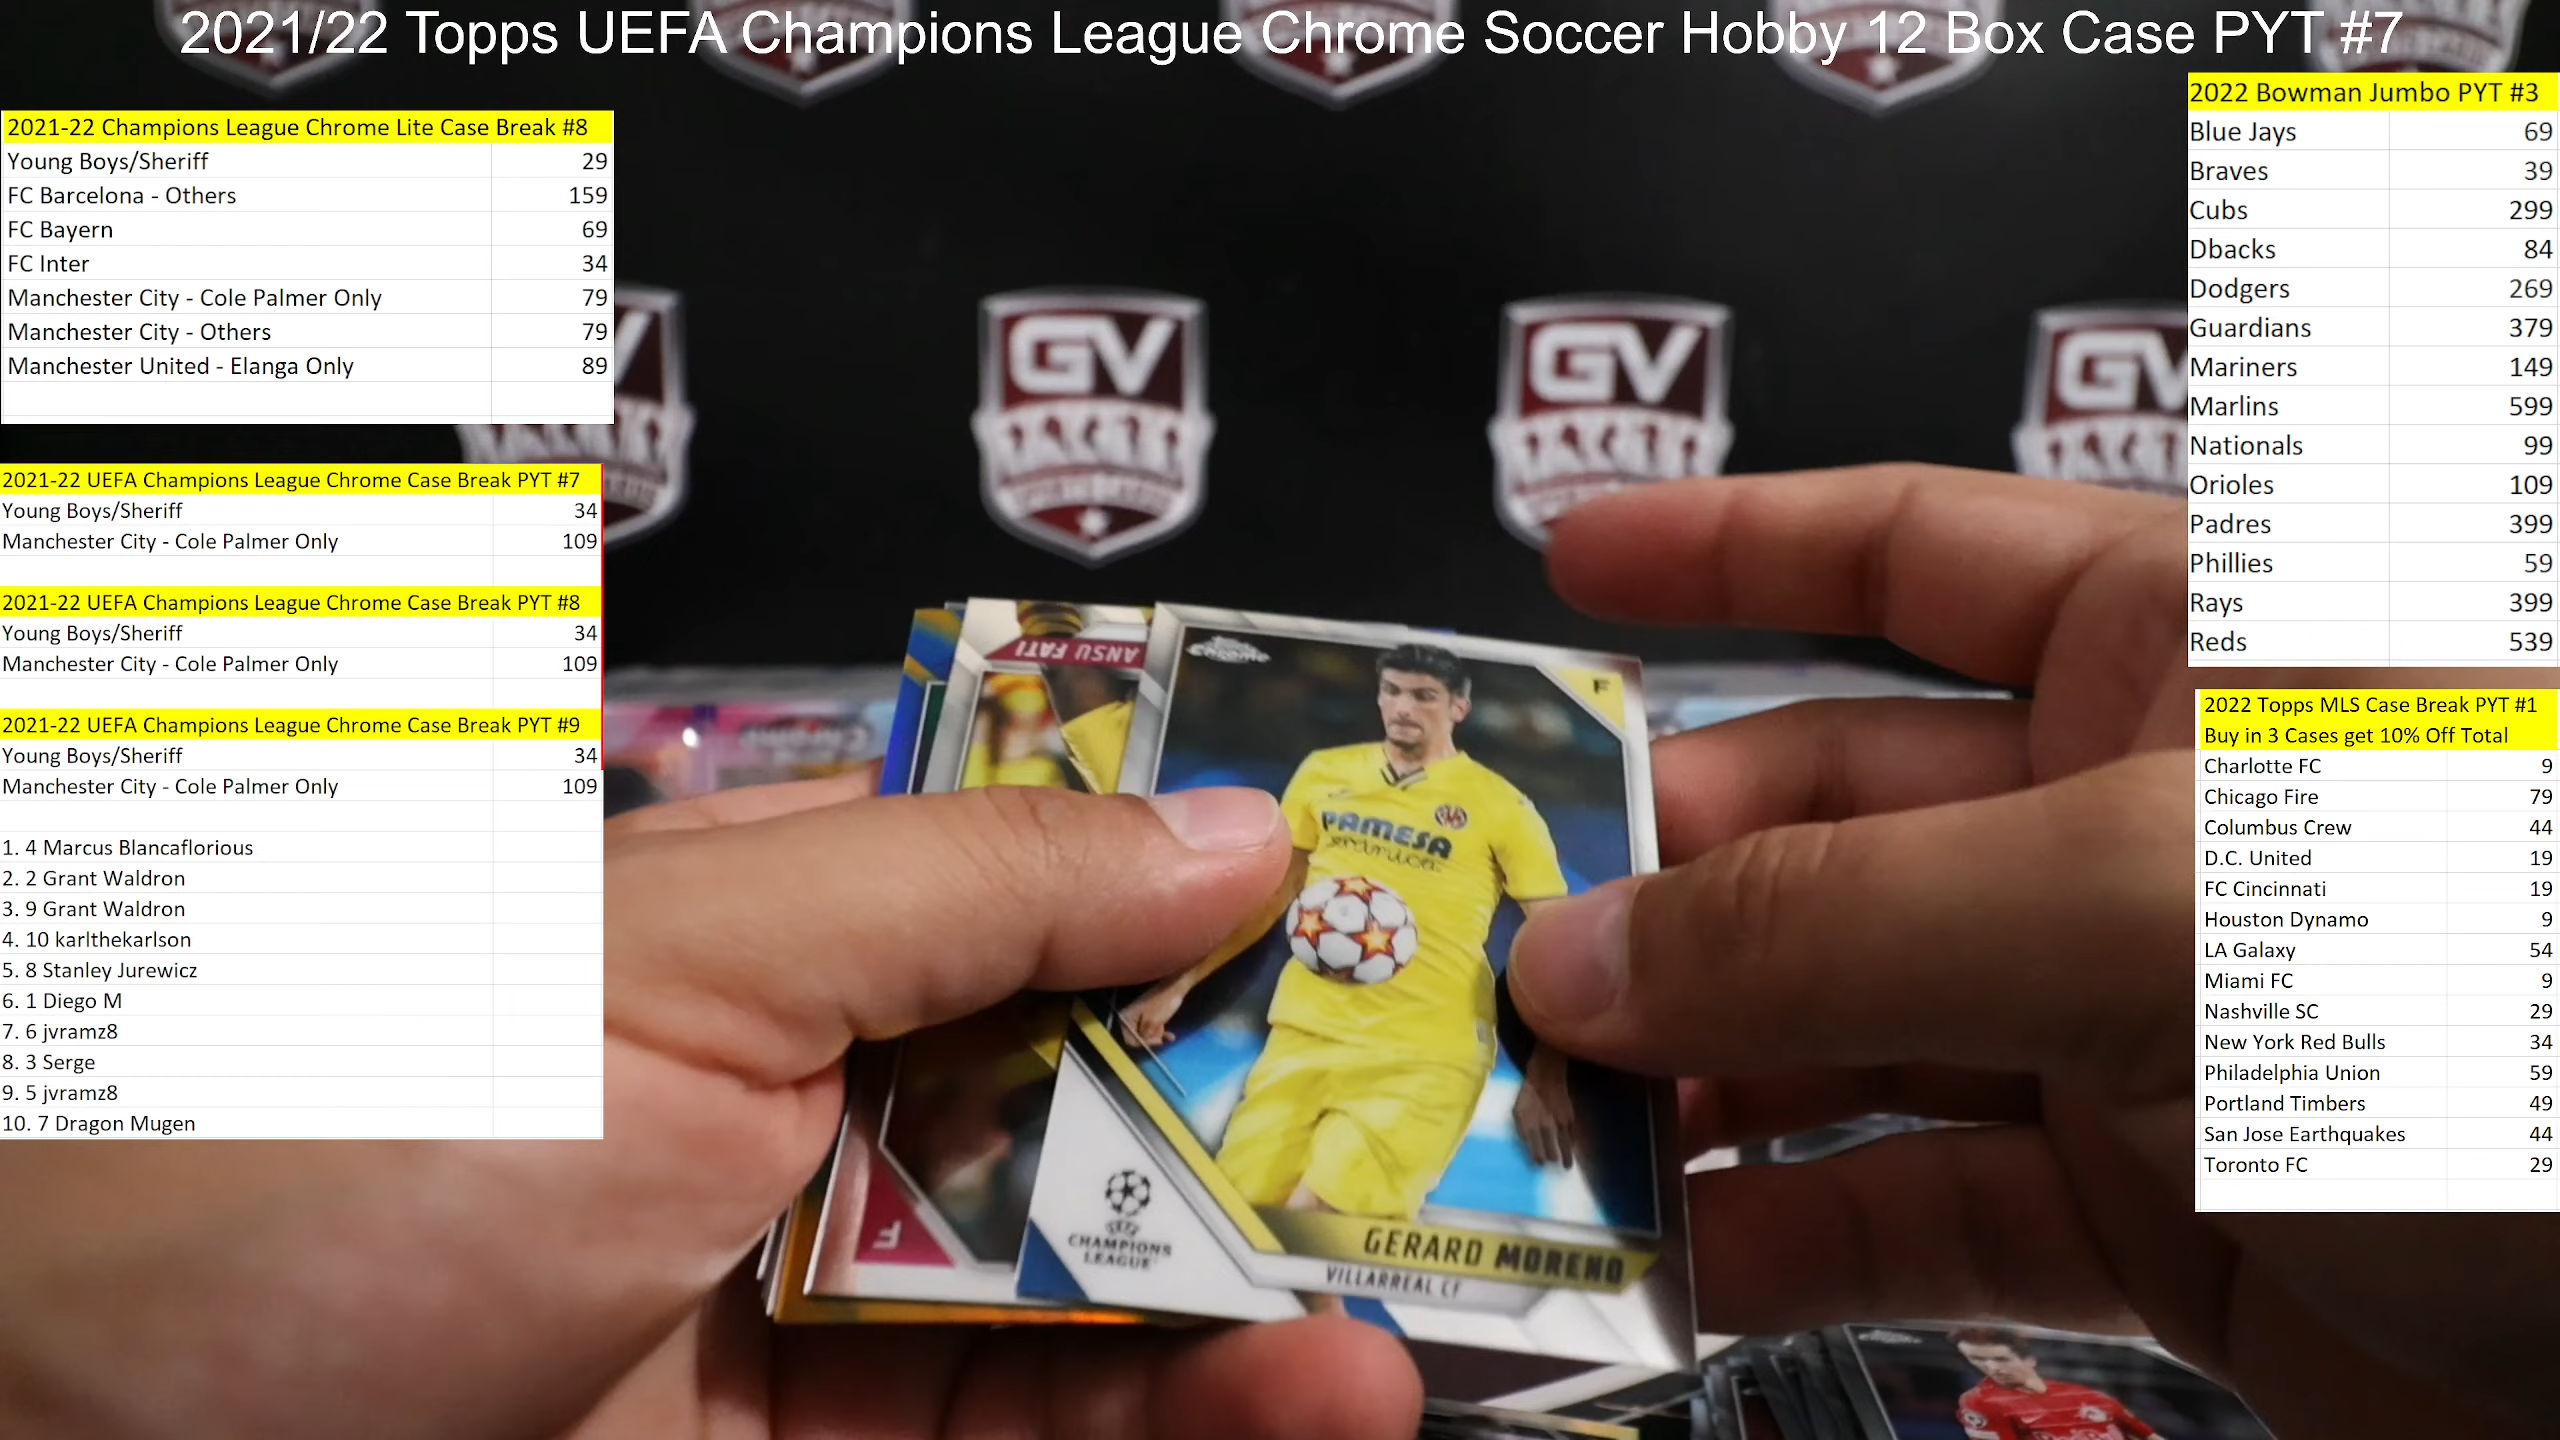 2021/22 Topps UEFA Champions League Chrome Soccer Hobby 12 Box Case PYT #7
2021-22 Champions League Chrome Lite Case Break #8
Young Boys/Sheriff 29
FC Barcelona - Others 159
FC Bayern 69
FC Inter 34
Manchester City - Cole Palmer Only 79
Manchester City - Others 79
Manchester United - Elanga Only 89
2021-22 UEFA Champions League Chrome Case Break PYT #7
Young Boys/Sheriff 34
Manchester City - Cole Palmer Only 109
2021-22 UEFA Champions League Chrome Case Break PYT #8
Young Boys/Sheriff 34
Manchester City - Cole Palmer Only 109
2021-22 UEFA Champions League Chrome Case Break PYT #9
Young Boys/Sheriff 34
Manchester City - Cole Palmer Only 109
1. 4 Marcus Blancaflorious
2. 2 Grant Waldron
3. 9 Grant Waldron
4. 10 karlthekarlson
5. 8 Stanley Jurewicz
6. 1 Diego M
7. 6 jvramz8
8. 3 Serge
9. 5 jvramz8
10. 7 Dragon Mugen
2022 Bowman Jumbo PYT #3
Blue Jays 69
Braves 39
Cubs 299
Dbacks 84
Dodgers 269
Guardians 379
Mariners 149
Marlins 599
Nationals 99
Orioles 109
Padres 399
Phillies 59
Rays 399
Reds 539
2022 Topps MLS Case Break PYT #1
Buy in 3 Cases get 10% Off Total
Charlotte FC 9
Chicago Fire 79
Columbus Crew 44
D.C. United 19
FC Cincinnati 19
Houston Dynamo 9
LA Galaxy 54
Miami FC 9
Nashville SC 29
New York Red Bulls 34
Philadelphia Union 59
Portland Timbers 49
San Jose Earthquakes 44
Toronto FC 29
GV
GV
GV
ANSU FATI
Chrome
F
PAMESA
F
UEFA
CHAMPIONS
LEAGUE
GERARD MORENO
VILLARREAL CF